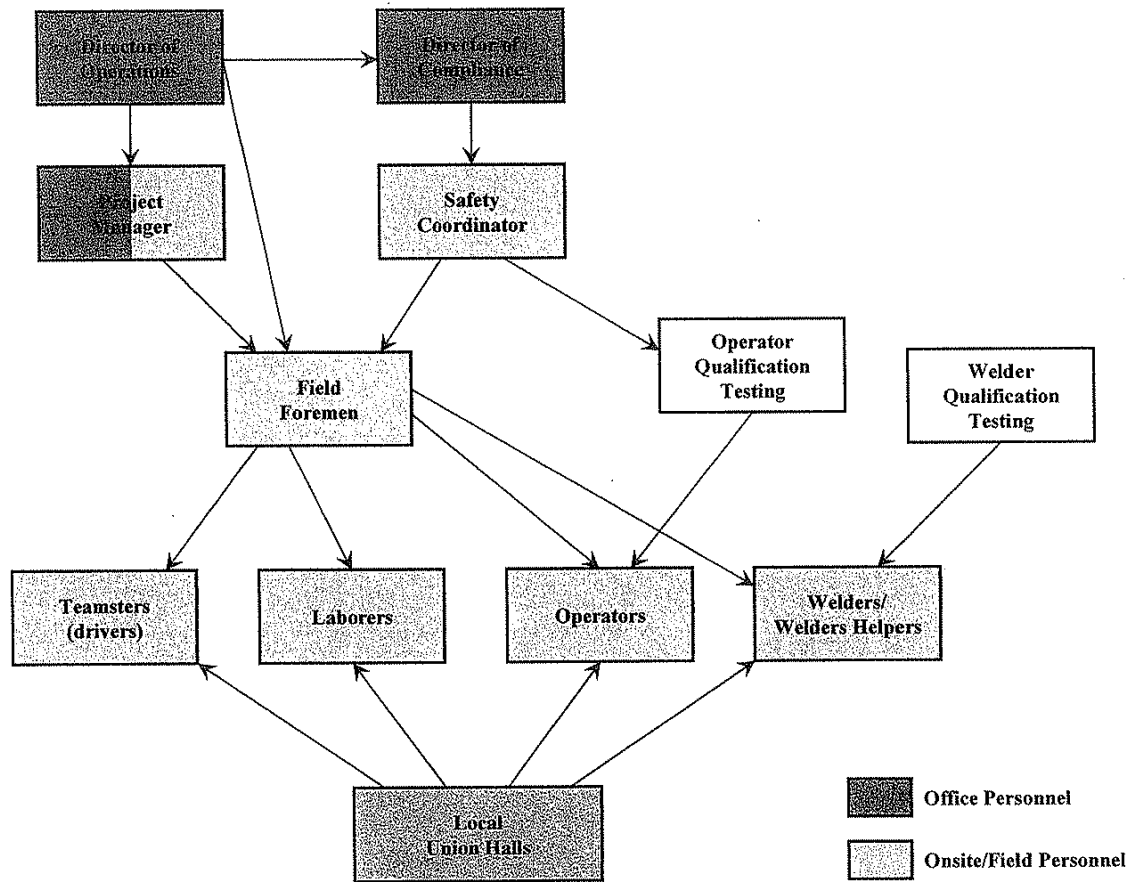 Director of
Operations
Director of
Compliance
Project
Manager
Safety
Coordinator
Field
Foremen
Operator
Qualification
Testing
Welder
Qualification
Testing
Teamsters
(drivers)
Laborers
Operators
Welders/
Welders Helpers
Local
Union Halls
Office Personnel
Onsite/Field Personnel